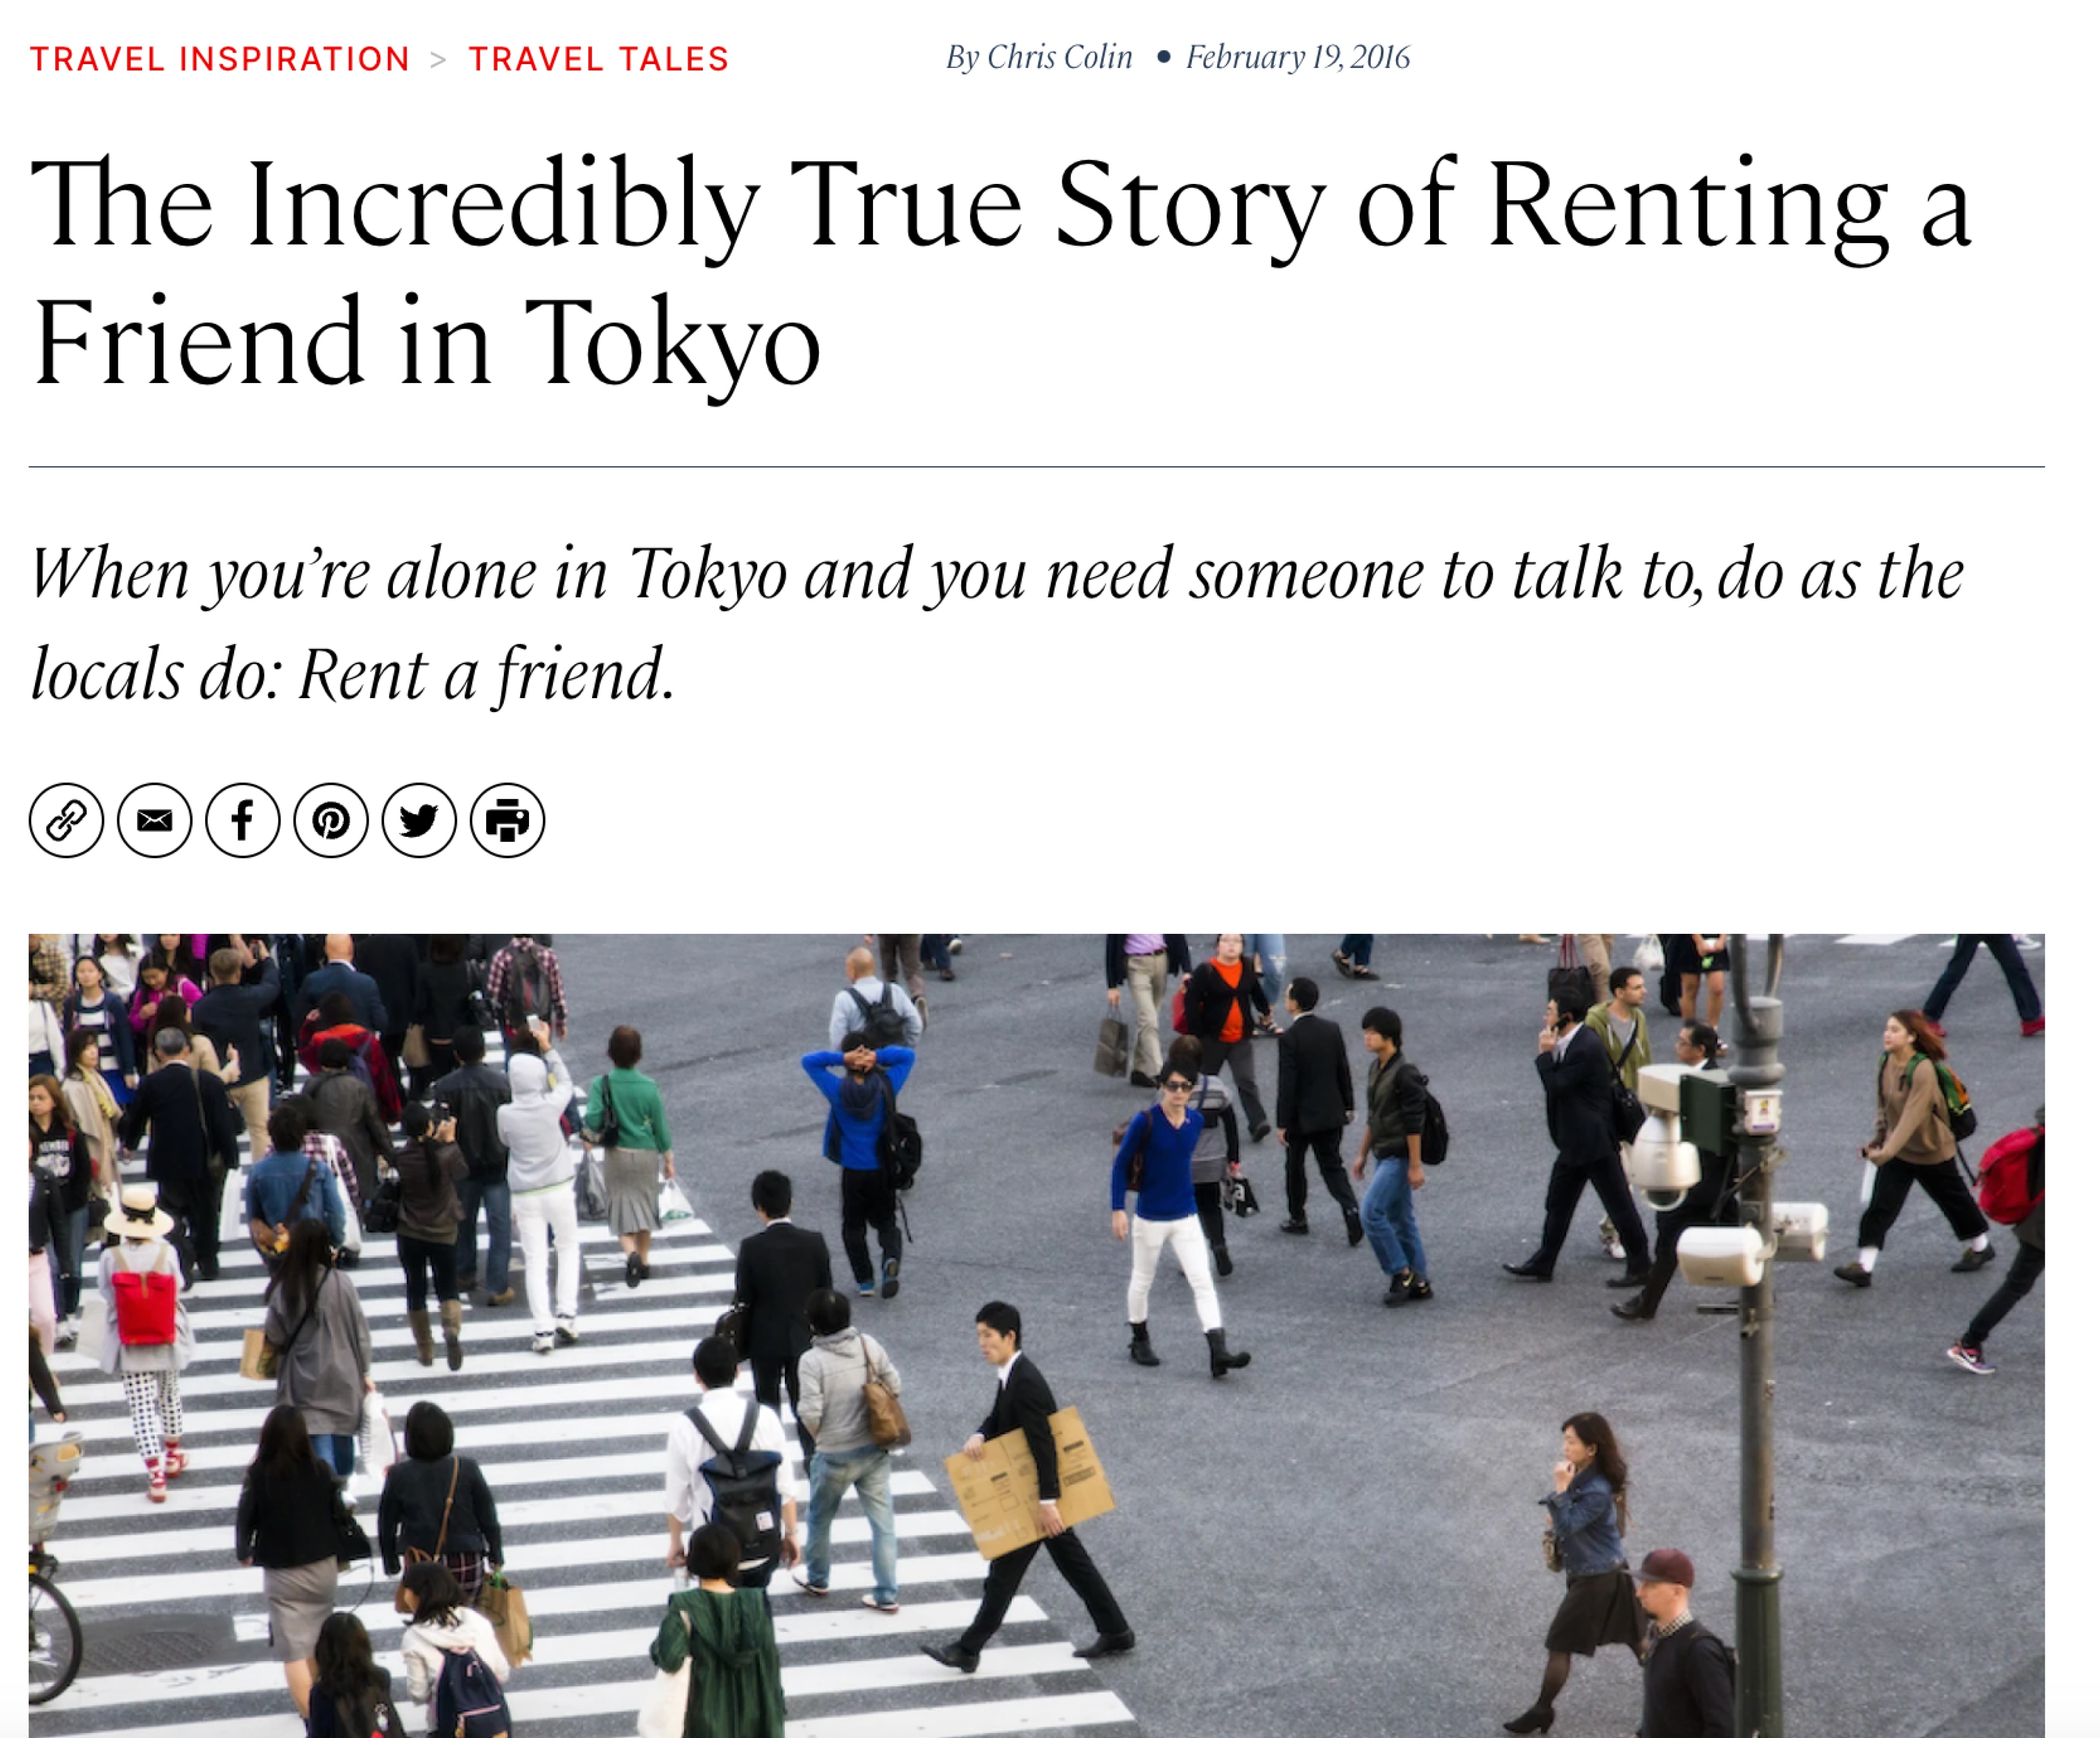 TRAVEL INSPIRATION > TRAVEL TALES
By Chris Colin • February 19, 2016
The Incredibly True Story of Renting a
Friend in Tokyo
When you’re alone in Tokyo and you need someone to talk to, do as the
locals do: Rent a friend.